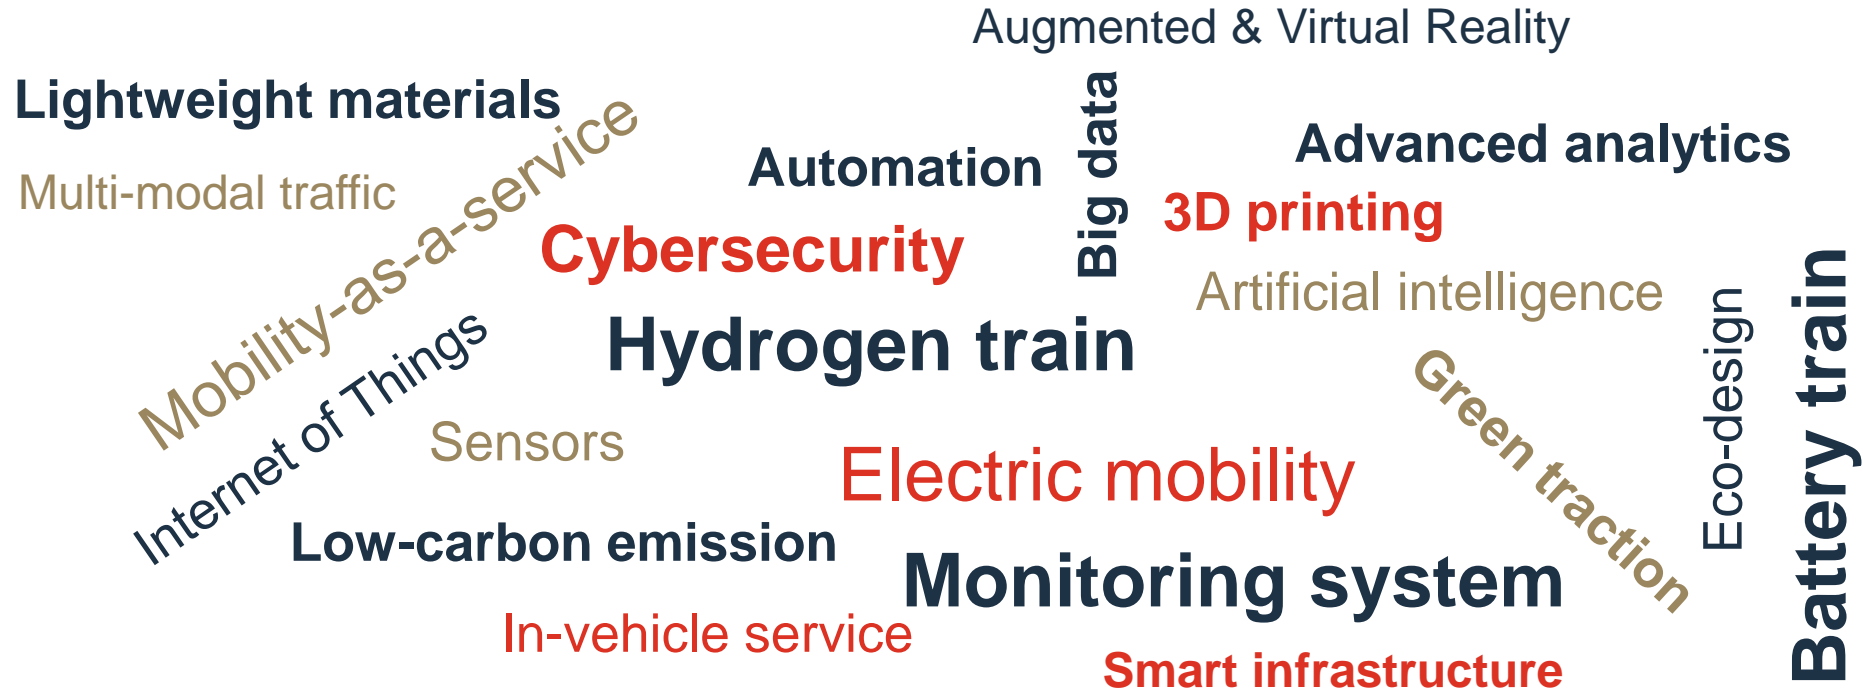 Augmented & Virtual Reality
Lightweight materials
Big data
Advanced analytics
Automation
Multi-modal traffic
Mobility-as-a-service
3D printing
Cybersecurity
Artificial intelligence
Hydrogen train
Eco-design
Battery train
Internet of Things
Green traction
Sensors
Electric mobility
Low-carbon emission
Monitoring system
In-vehicle service
Smart infrastructure